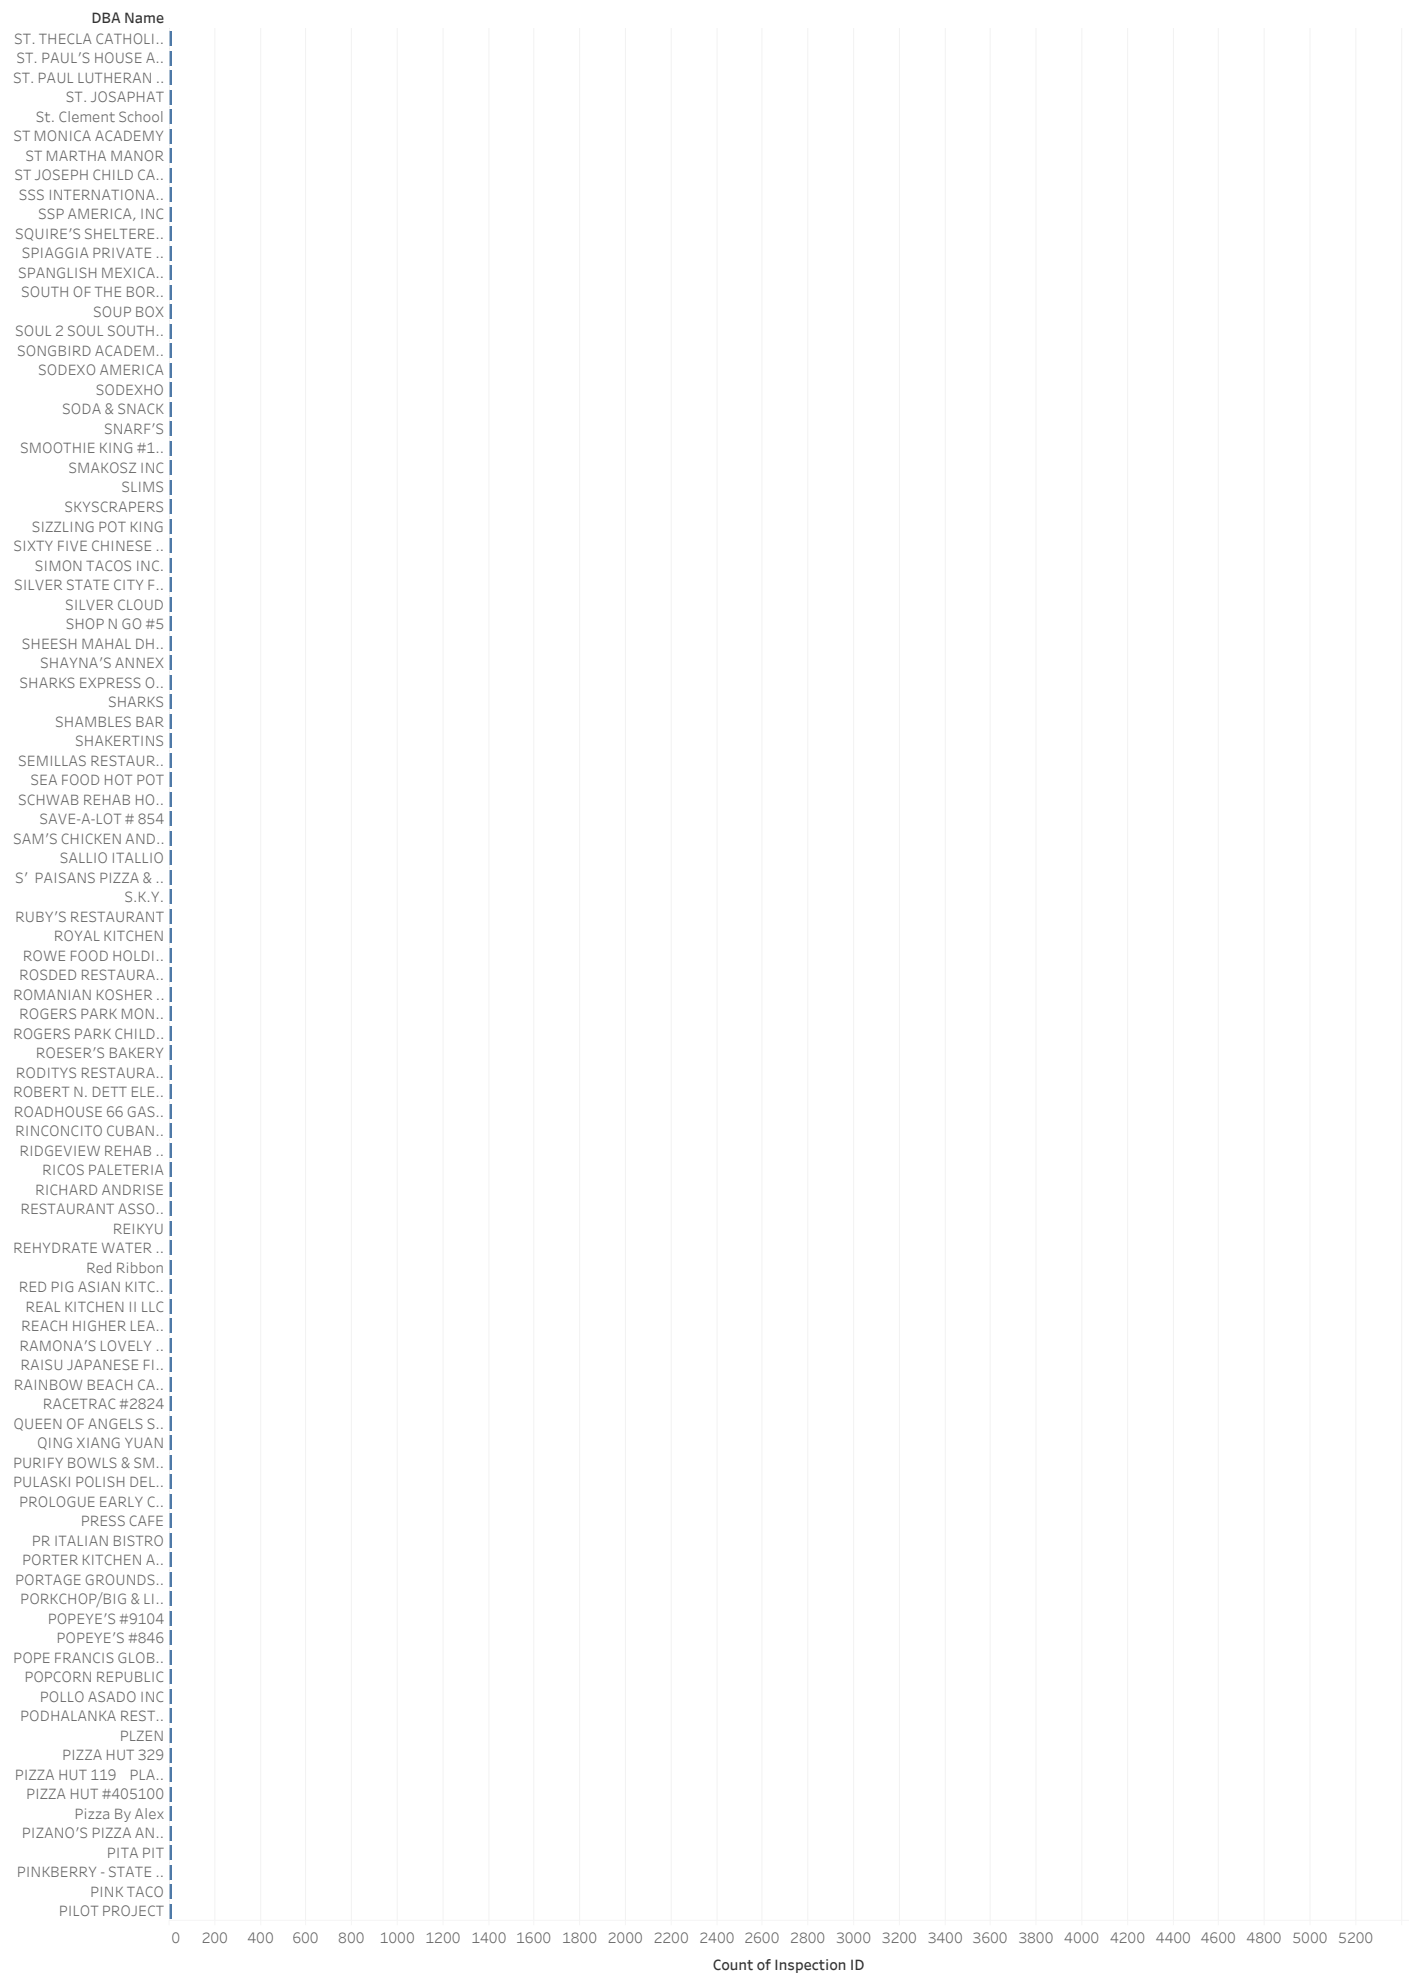 DBA Name
ST. THECLA CATHOLI..
ST. PAUL'S HOUSE A..
ST. PAUL LUTHERAN ..
ST. JOSAPHAT
St. Clement School
ST MONICA ACADEMY
ST MARTHA MANOR
ST JOSEPH CHILD CA..
SSS INTERNATIONA..
SSP AMERICA, INC
SQUIRE'S SHELTERE..
SPIAGGIA PRIVATE ..
SPANGLISH MEXICA..
SOUTH OF THE BOR..
SOUP BOX
SOUL 2 SOUL SOUTH..
SONGBIRD ACADEM..
SODEXO AMERICA
SODEXHO
SODA & SNACK
SNARF'S
SMOOTHIE KING #1..
SMAKOSZ INC
SLIMS
SKYSCRAPERS
SIZZLING POT KING
SIXTY FIVE CHINESE ..
SIMON TACOS INC.
SILVER STATE CITY F..
SILVER CLOUD
SHOP N GO #5
SHEESH MAHAL DH..
SHAYNA'S ANNEX
SHARKS EXPRESS O..
SHARKS
SHAMBLES BAR
SHAKERTINS
SEMILLAS RESTAUR..
SEA FOOD HOT POT
SCHWAB REHAB HO..
SAVE-A-LOT # 854
SAM'S CHICKEN AND..
SALLIO ITALLIO
S' PAISANS PIZZA & ..
S.K.Y.
RUBY'S RESTAURANT
ROYAL KITCHEN
ROWE FOOD HOLDI..
ROSDED RESTAURA..
ROMANIAN KOSHER ..
ROGERS PARK MON..
ROGERS PARK CHILD..
ROESER'S BAKERY
RODITYS RESTAURA..
ROBERT N. DETT ELE..
ROADHOUSE 66 GAS..
RINCONCITO CUBAN..
RIDGEVIEW REHAB ..
RICOS PALETERIA
RICHARD ANDRISE
RESTAURANT ASSO..
REIKYU
REHYDRATE WATER ..
Red Ribbon
RED PIG ASIAN KITC..
REAL KITCHEN II LLC
REACH HIGHER LEA..
RAMONA'S LOVELY ..
RAISU JAPANESE FI..
RAINBOW BEACH CA..
RACETRAC #2824
QUEEN OF ANGELS S..
QING XIANG YUAN
PURIFY BOWLS & SM..
PULASKI POLISH DEL..
PROLOGUE EARLY C..
PRESS CAFE
PR ITALIAN BISTRO
PORTER KITCHEN A..
PORTAGE GROUNDS..
PORKCHOP/BIG & LI..
POPEYE'S #9104
POPEYE'S #846
POPE FRANCIS GLOB..
POPCORN REPUBLIC
POLLO ASADO INC
PODHALANKA REST..
PLZEN
PIZZA HUT 329
PIZZA HUT 119 PLA..
PIZZA HUT #405100
Pizza By Alex
PIZANO'S PIZZA AN..
PITA PIT
PINKBERRY - STATE ..
PINK TACO
PILOT PROJECT
0 200 400 600 800 1000 1200 1400 1600 1800 2000 2200 2400 2600 2800 3000 3200 3400 3600 3800 4000 4200 4400 4600 4800 5000 5200
Count of Inspection ID